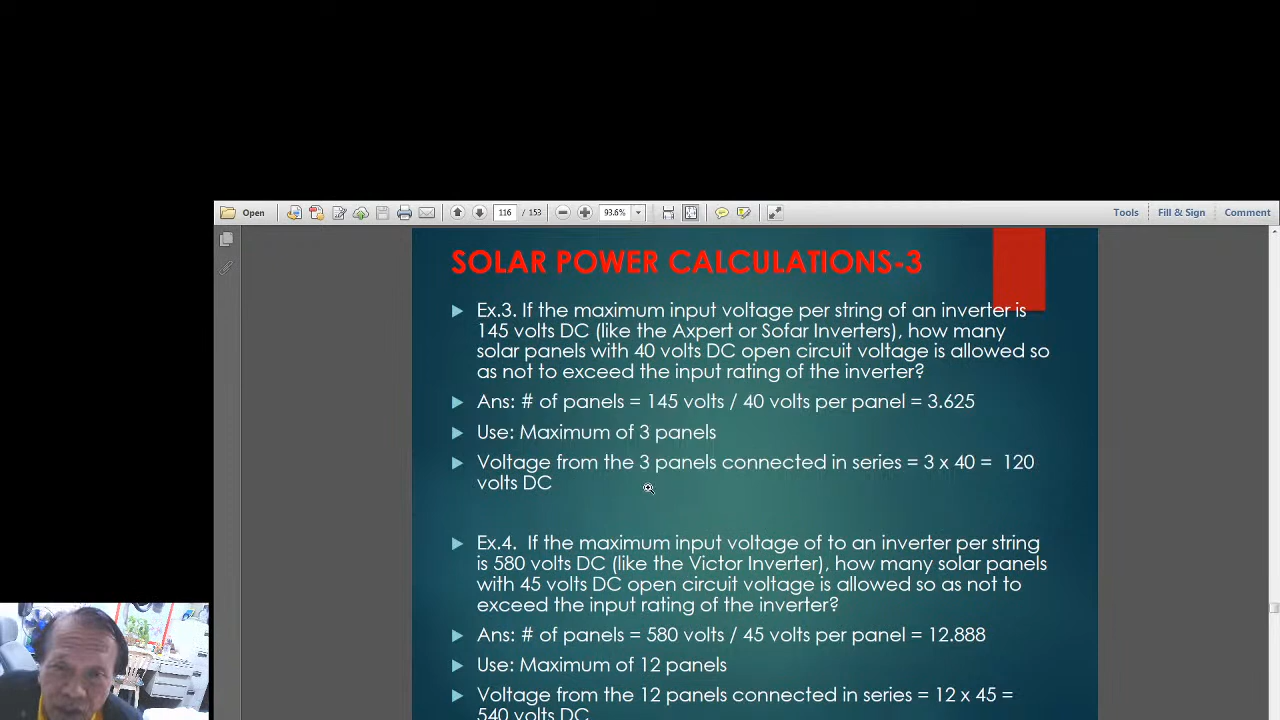 Open
116 / 153
93.6%
Tools
Fill & Sign
Comment
SOLAR POWER CALCULATIONS-3
Ex.3. If the maximum input voltage per string of an inverter is
145 volts DC (like the Axpert or Sofar Inverters), how many
solar panels with 40 volts DC open circuit voltage is allowed so
as not to exceed the input rating of the inverter?
Ans: # of panels = 145 volts / 40 volts per panel = 3.625
Use: Maximum of 3 panels
Voltage from the 3 panels connected in series = 3 x 40 = 120
volts DC
Ex.4. If the maximum input voltage of to an inverter per string
is 580 volts DC (like the Victor Inverter), how many solar panels
with 45 volts DC open circuit voltage is allowed so as not to
exceed the input rating of the inverter?
Ans: # of panels = 580 volts / 45 volts per panel = 12.888
Use: Maximum of 12 panels
Voltage from the 12 panels connected in series = 12 x 45 =
540 volts DC